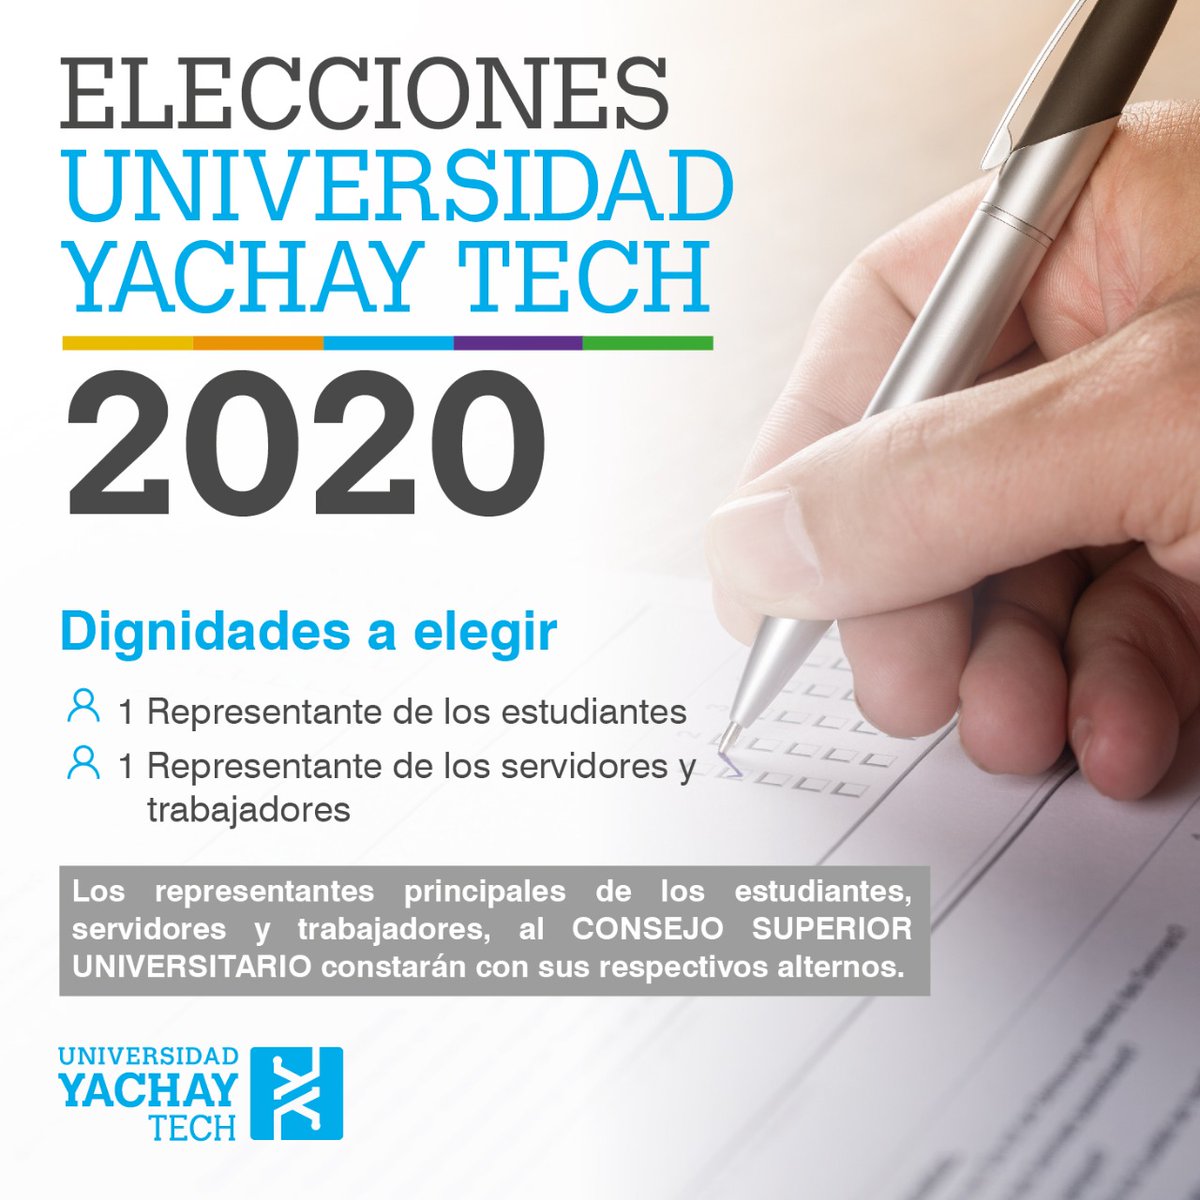 ELECCIONES
UNIVERSIDAD
YACHAY TECH
2020
Dignidades a elegir
1 Representante de los estudiantes
1 Representante de los servidores y
trabajadores
Los representantes principales de los estudiantes,
servidores y trabajadores, al CONSEJO SUPERIOR
UNIVERSITARIO constarán con sus respectivos alternos.
UNIVERSIDAD
YACHAY
TECH